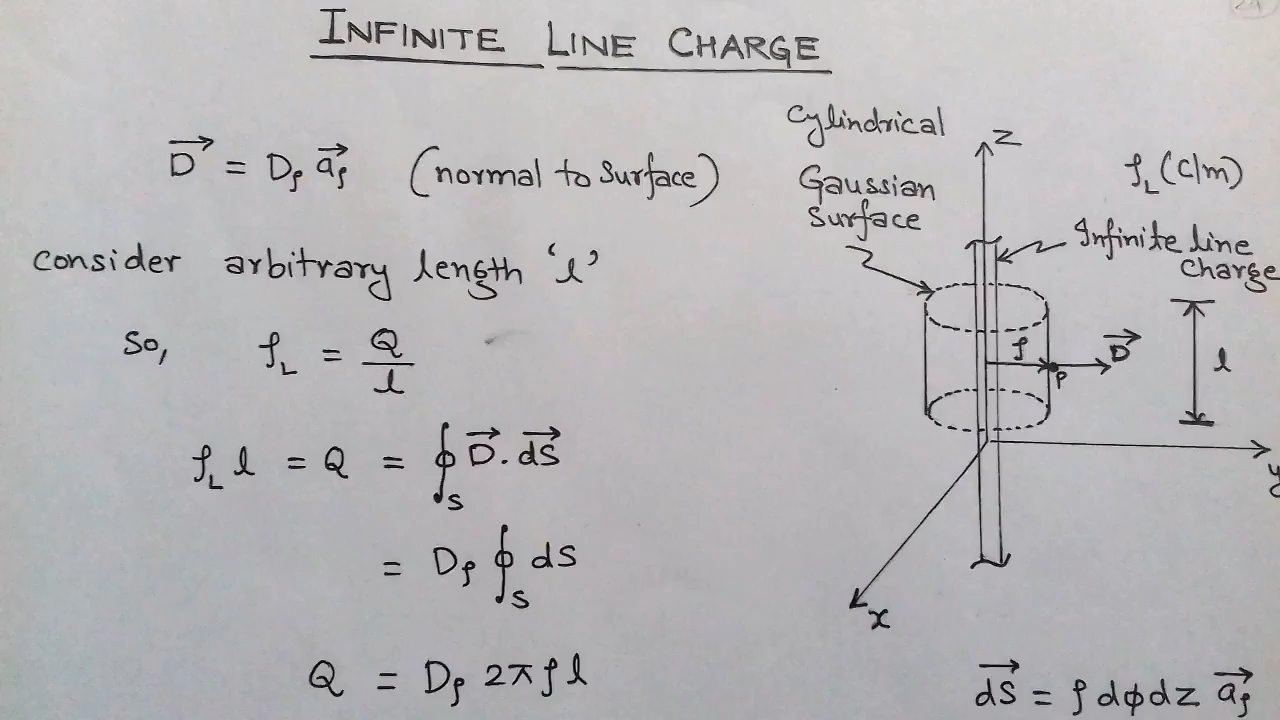 INFINITE LINE CHARGE
D⃗ = Dρ a⃗ρ (normal to surface)
consider arbitrary length 'l'
So, ρL = Q/l
ρL l = Q = ∮S D⃗. dS⃗
= Dρ ∮S dS
Q = Dρ 2πρl
Cylindrical
Gaussian
Surface
z
ρL (C/m)
Infinite line
charge
ρ
P
D⃗
l
y
x
dS⃗ = ρ dϕ dz a⃗ρ